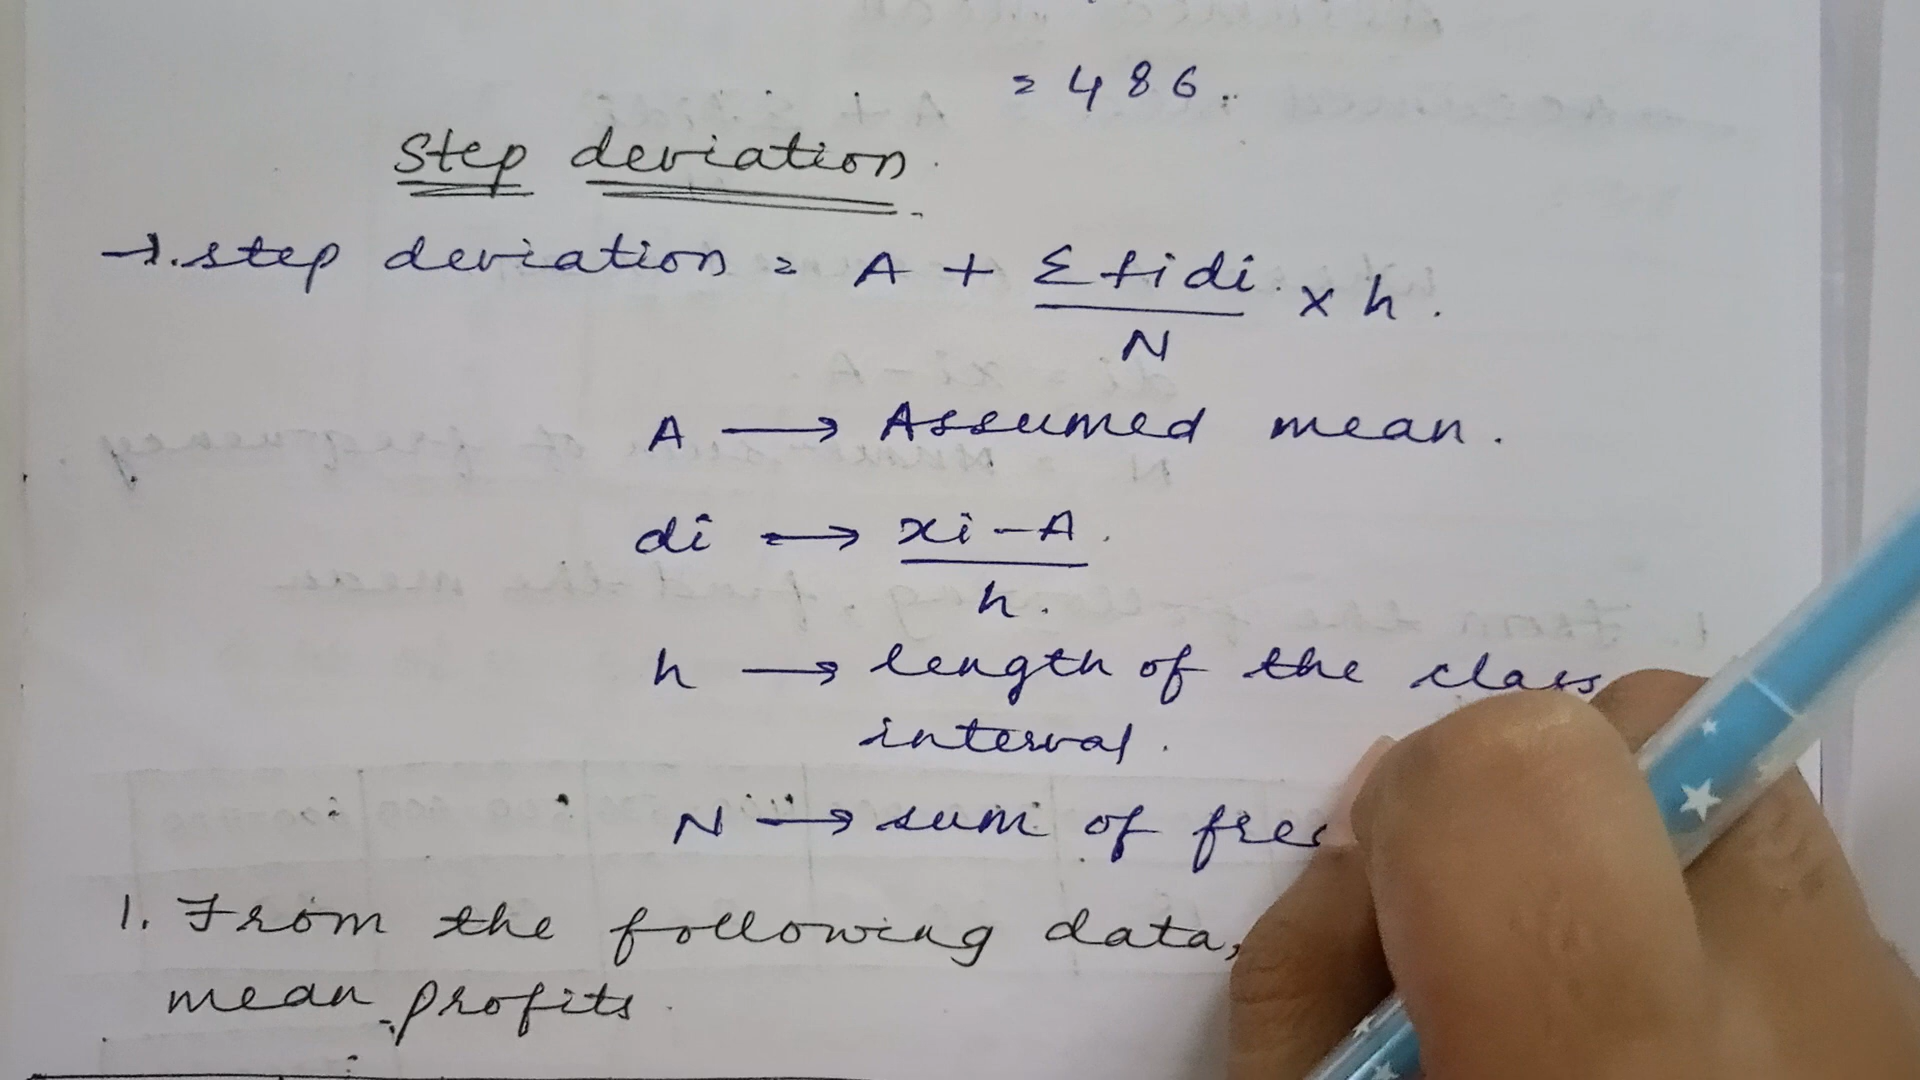 = 486.
Step deviation.
→ 1. step deviation = A + Σfidi / N × h.
A → Assumed mean.
di → xi - A / h.
h → length of the class
interval.
N → sum of
1. From the following data,
mean profits.